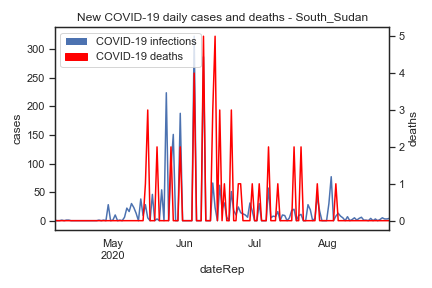 New COVID-19 daily cases and deaths - South_Sudan
COVID-19 infections
COVID-19 deaths
cases
300
250
200
150
100
50
0
deaths
5
4
3
2
1
0
May
2020
Jun
Jul
Aug
dateRep